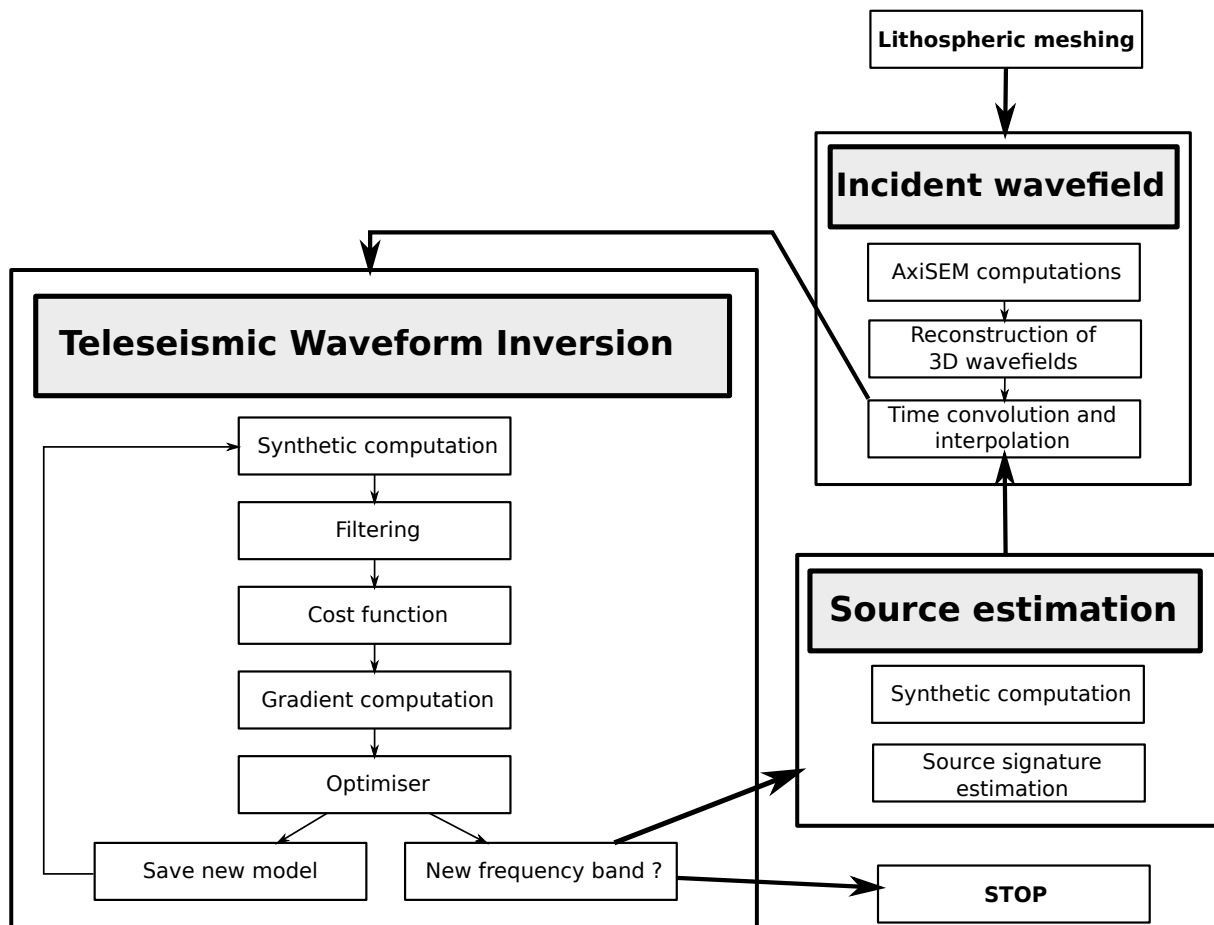 Lithospheric meshing
Incident wavefield
AxiSEM computations
Reconstruction of
3D wavefields
Time convolution and
interpolation
Teleseismic Waveform Inversion
Synthetic computation
Filtering
Cost function
Gradient computation
Optimiser
Save new model
New frequency band ?
Source estimation
Synthetic computation
Source signature
estimation
STOP